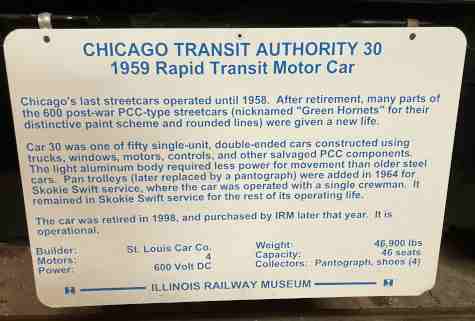 CHICAGO TRANSIT AUTHORITY 30
1959 Rapid Transit Motor Car
Chicago's last streetcars operated until 1958. After retirement, many parts of
the 600 post-war PCC-type streetcars (nicknamed "Green Hornets" for their
distinctive paint scheme and rounded lines) were given a new life.
Car 30 was one of fifty single-unit, double-ended cars constructed using
trucks, windows, motors, controls, and other salvaged PCC components.
The light aluminum body required less power for movement than older steel
cars. Pan trolleys (later replaced by a pantograph) were added in 1964 for
Skokie Swift service, where the car was operated with a single crewman. It
remained in Skokie Swift service for the rest of its operating life.
The car was retired in 1998, and purchased by IRM later that year. It is
operational.
Builder: St. Louis Car Co. Weight: 46,900 lbs
Motors: 4 Capacity: 46 seats
Power: 600 Volt DC Collectors: Pantograph, shoes (4)
ILLINOIS RAILWAY MUSEUM